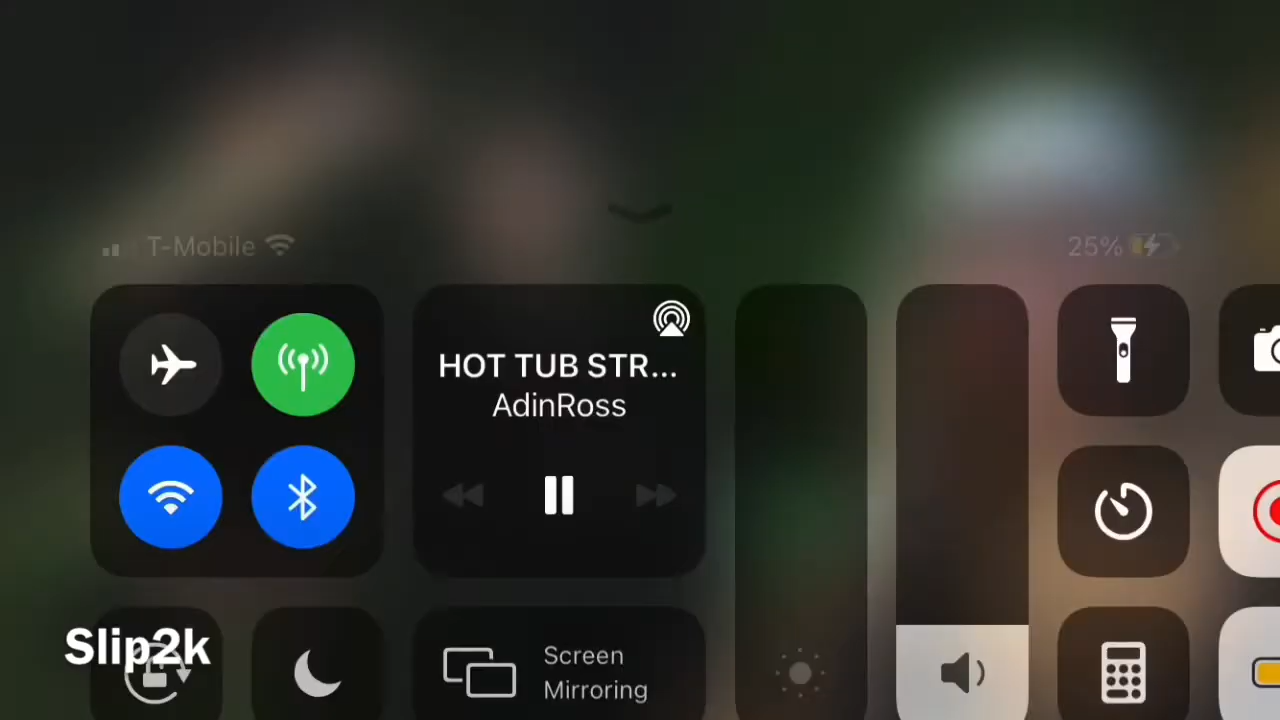 T-Mobile
25%
HOT TUB STR...
AdinRoss
Screen
Mirroring
Slip2k